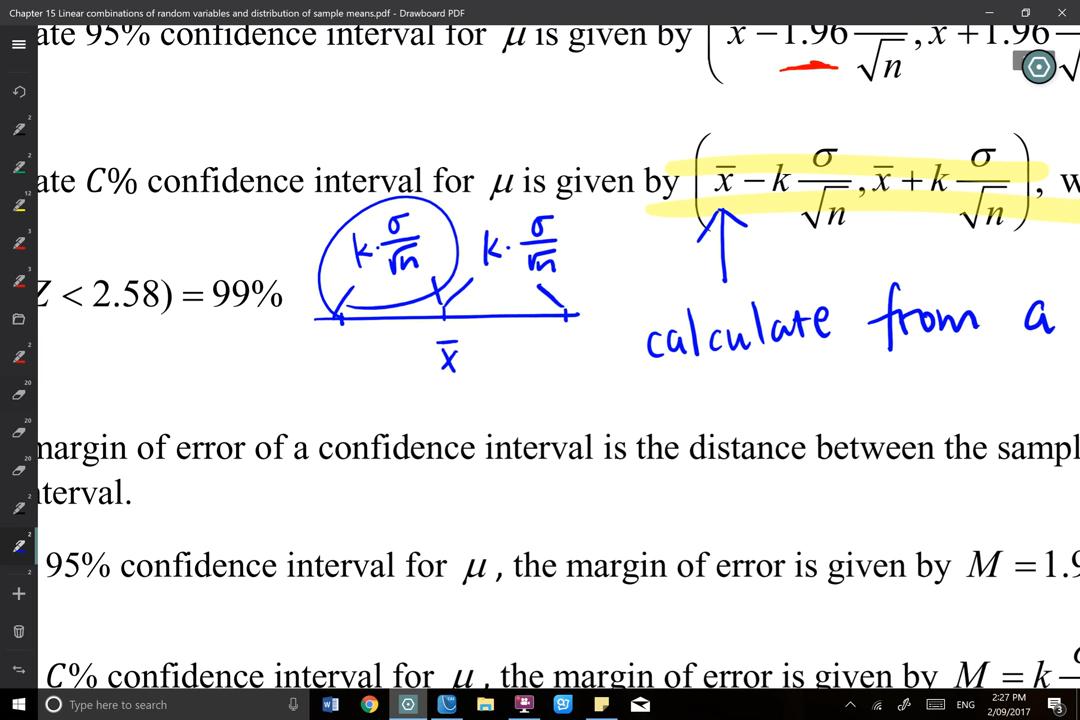 Chapter 15 Linear combinations of random variables and distribution of sample means.pdf - Drawboard PDF
ate 95% confidence interval for μ is given by ( x − 1.96 /√n , x + 1.96 √
ate C% confidence interval for μ is given by ( x̄ − k σ/√n , x̄ + k σ/√n ), w
k· σ/√n k· σ/√n
Z < 2.58) = 99%
calculate from a
x̄
margin of error of a confidence interval is the distance between the sampl
terval.
95% confidence interval for μ , the margin of error is given by M = 1.9
C% confidence interval for μ , the margin of error is given by M = k
Type here to search
ENG
2:27 PM
2/09/2017